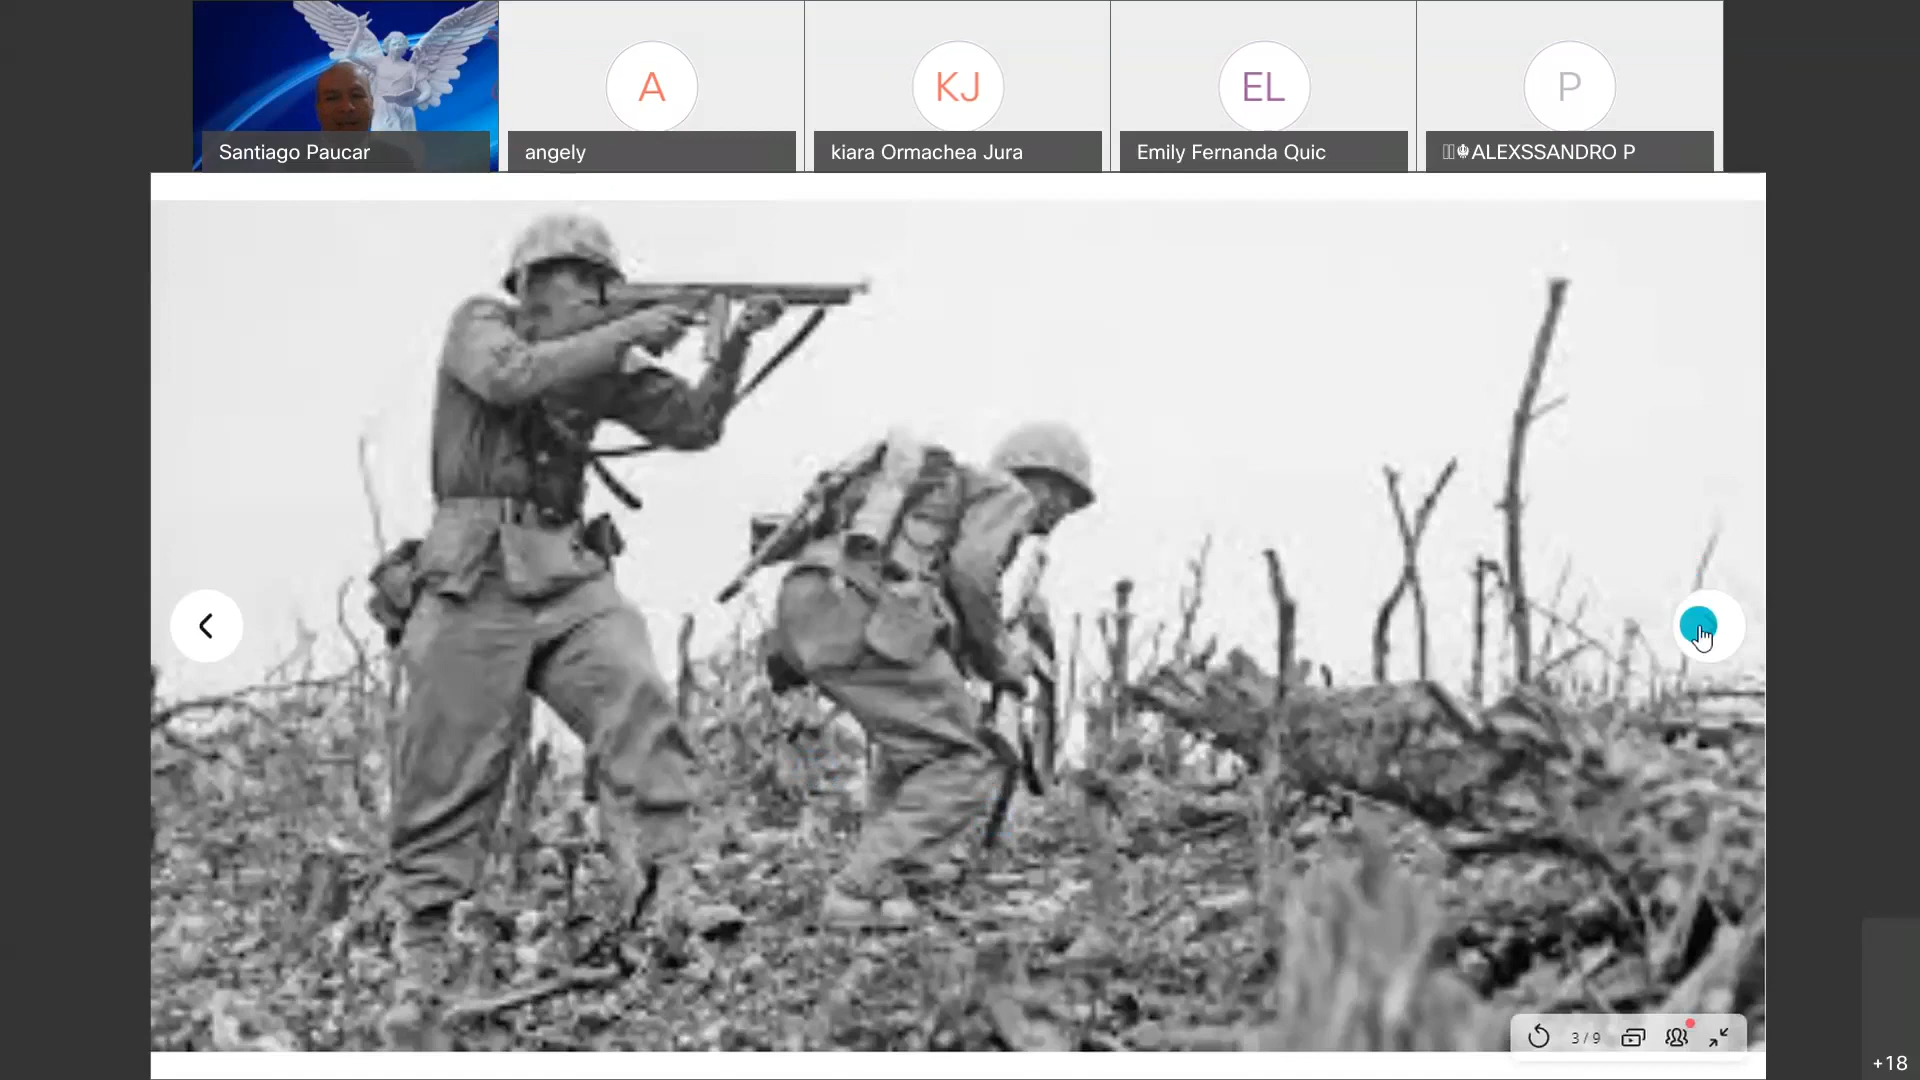 A
KJ
EL
P
Santiago Paucar
angely
kiara Ormachea Jura
Emily Fernanda Quic
ALEXSSANDRO P
3 / 9
+18